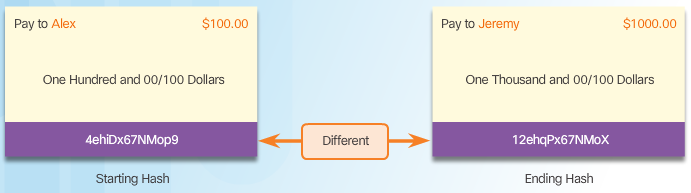 Pay to Alex $100.00
One Hundred and 00/100 Dollars
4ehiDx67NMop9
Starting Hash
Different
Pay to Jeremy $1000.00
One Thousand and 00/100 Dollars
12ehqPx67NMoX
Ending Hash